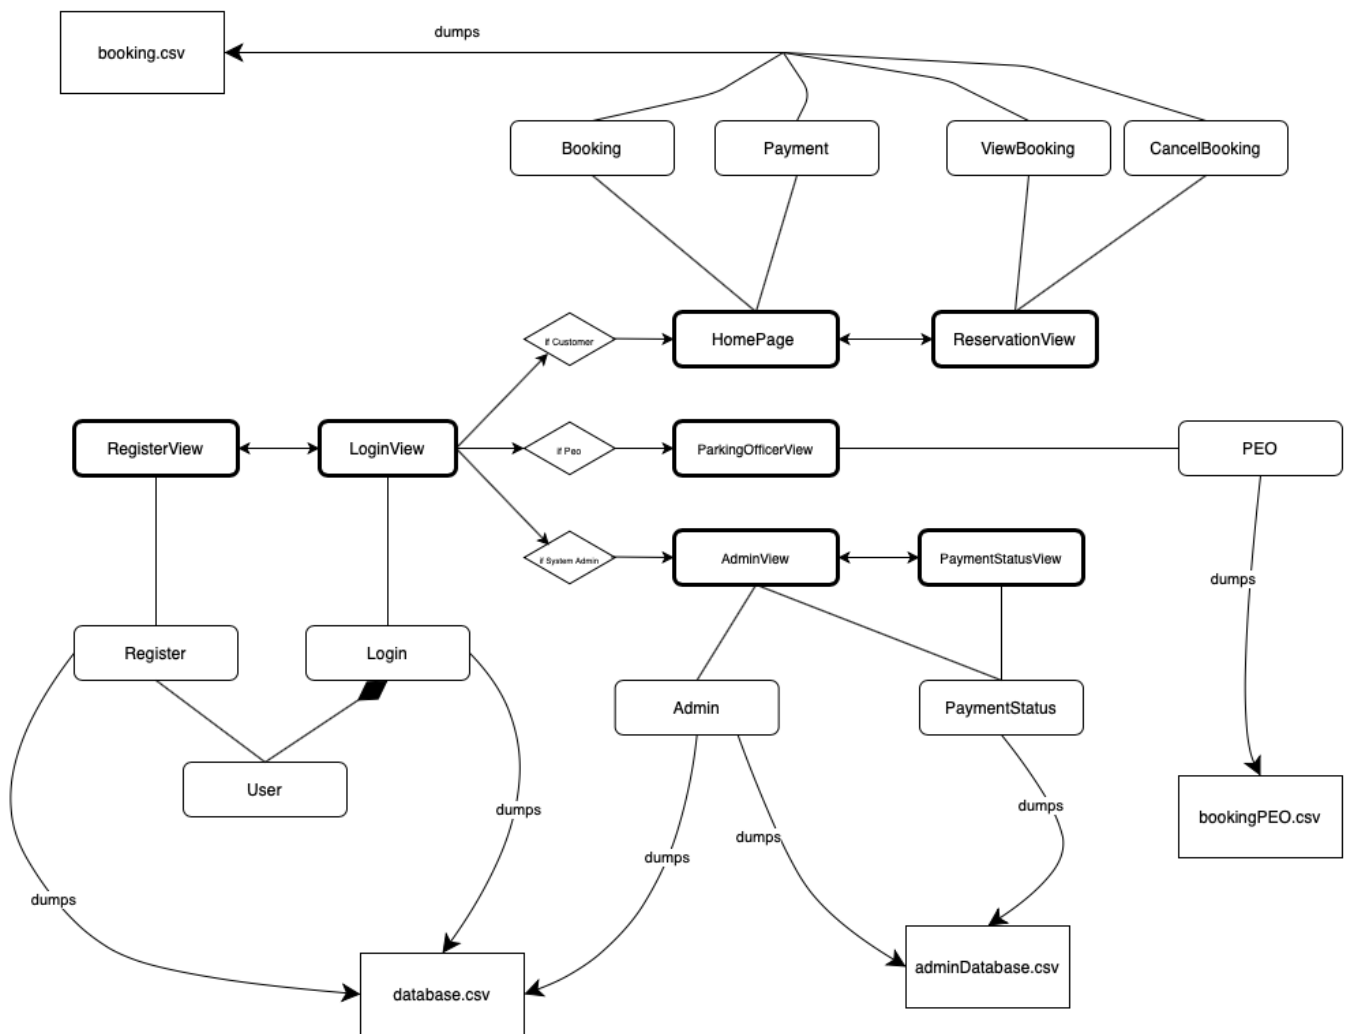 dumps
booking.csv
Booking
Payment
ViewBooking
CancelBooking
If Customer
HomePage
ReservationView
RegisterView
LoginView
if Peo
ParkingOfficerView
PEO
if System Admin
AdminView
PaymentStatusView
dumps
Register
Login
Admin
PaymentStatus
User
dumps
dumps
dumps
bookingPEO.csv
dumps
dumps
dumps
adminDatabase.csv
database.csv